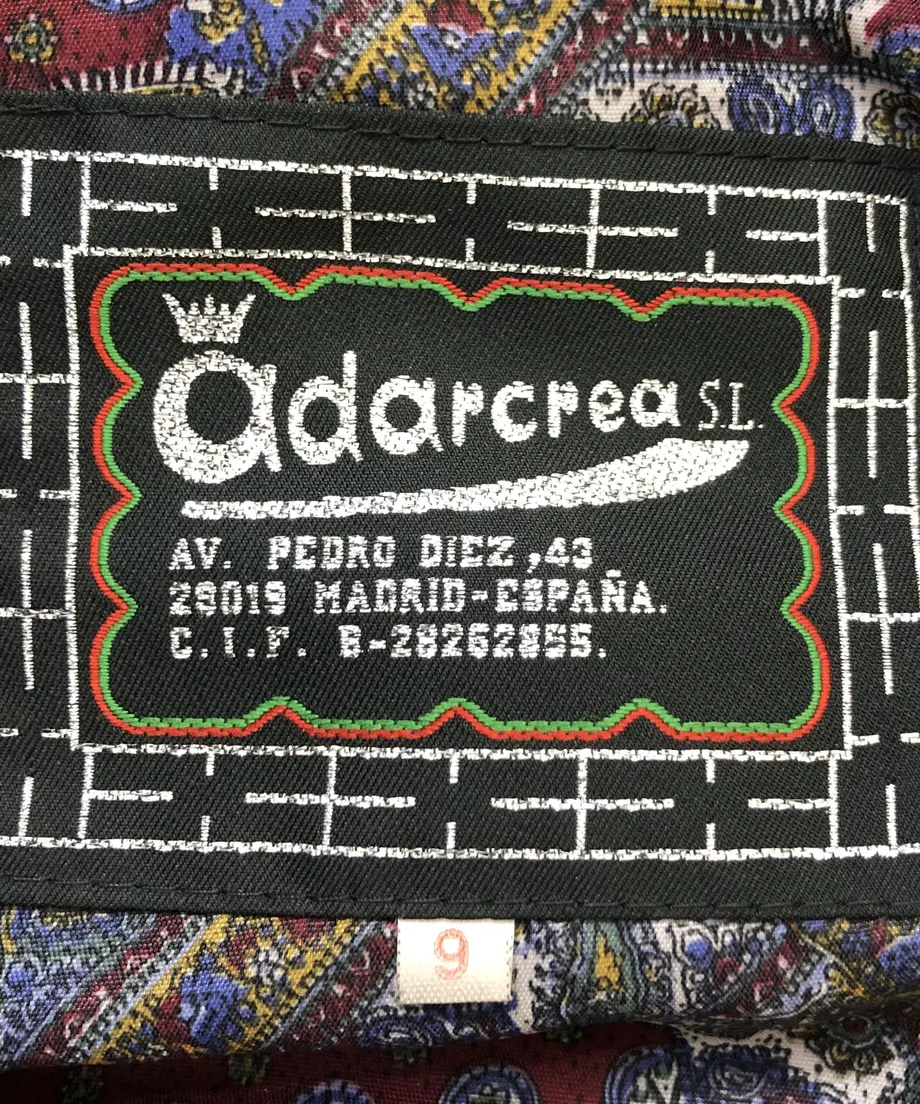 adarcrea S.L.
AV. PEDRO DIEZ,43
28019 MADRID-ESPAÑA.
C.I.F. B-28262855.
9